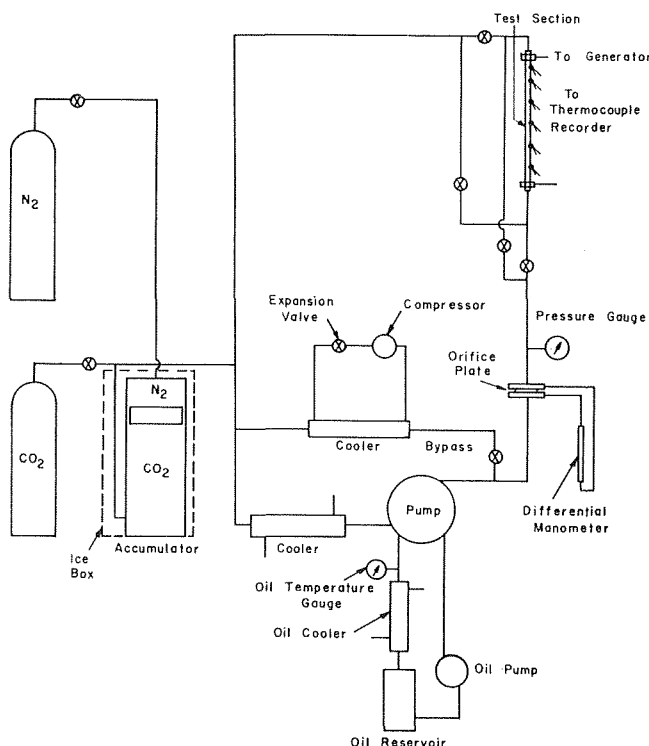 Test Section
To Generator
To
Thermocouple
Recorder
N2
Expansion
Valve
Compressor
Pressure Gauge
Orifice
Plate
N2
CO2
CO2
Cooler
Bypass
Pump
Differential
Manometer
Accumulator
Ice
Box
Cooler
Oil Temperature
Gauge
Oil Cooler
Oil Pump
Oil Reservoir